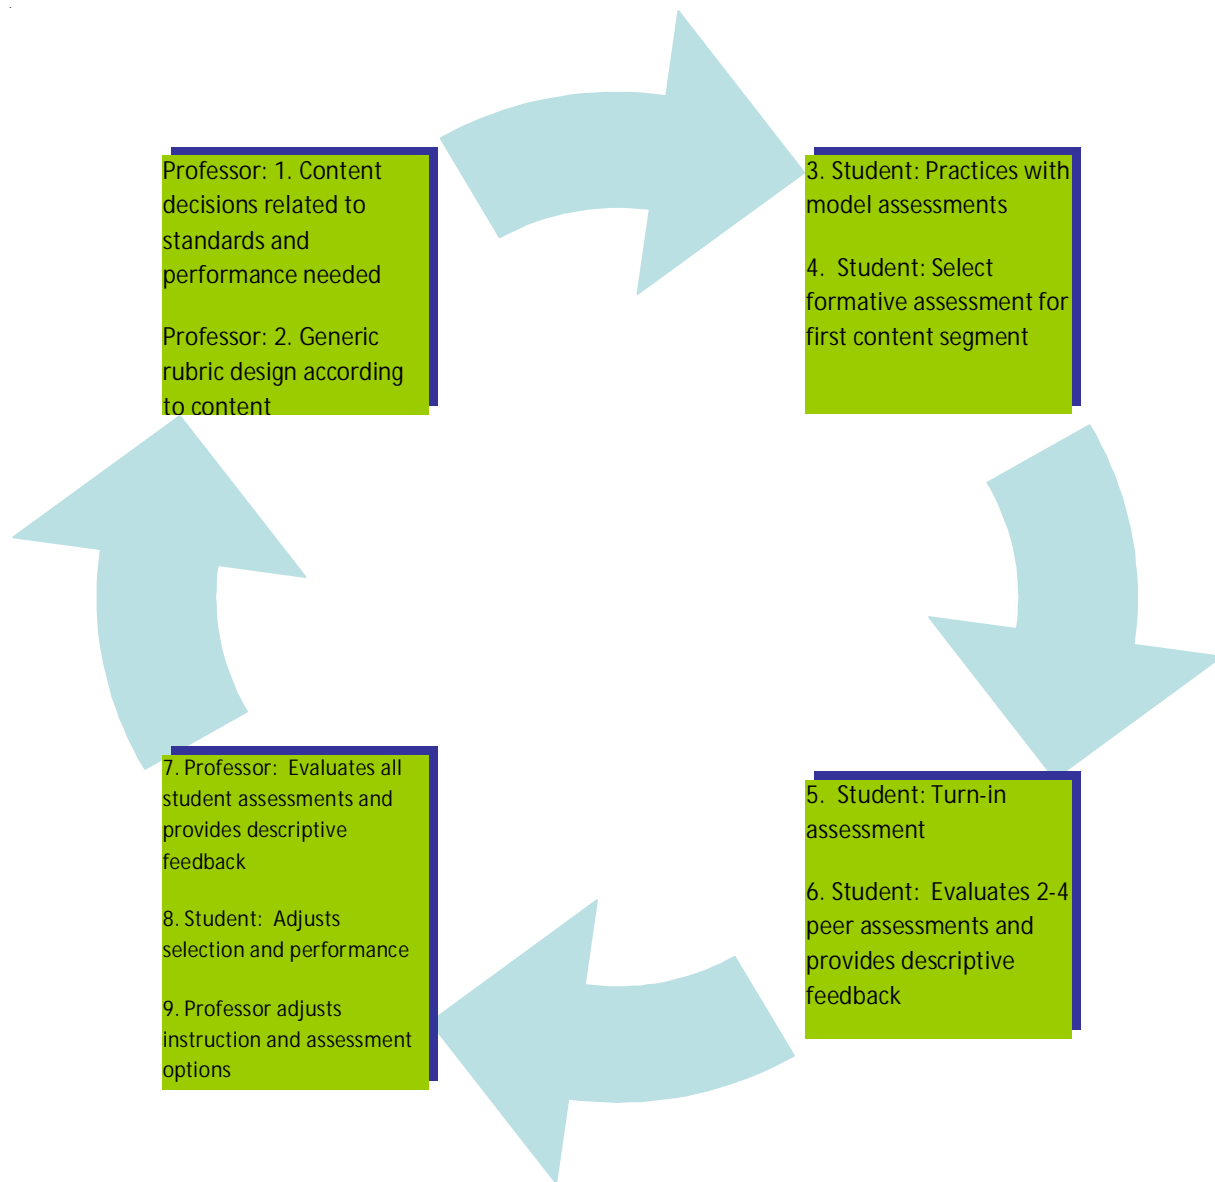 Professor: 1. Content
decisions related to
standards and
performance needed
Professor: 2. Generic
rubric design according
to content
3. Student: Practices with
model assessments
4. Student: Select
formative assessment for
first content segment
5. Student: Turn-in
assessment
6. Student: Evaluates 2-4
peer assessments and
provides descriptive
feedback
7. Professor: Evaluates all
student assessments and
provides descriptive
feedback
8. Student: Adjusts
selection and performance
9. Professor adjusts
instruction and assessment
options